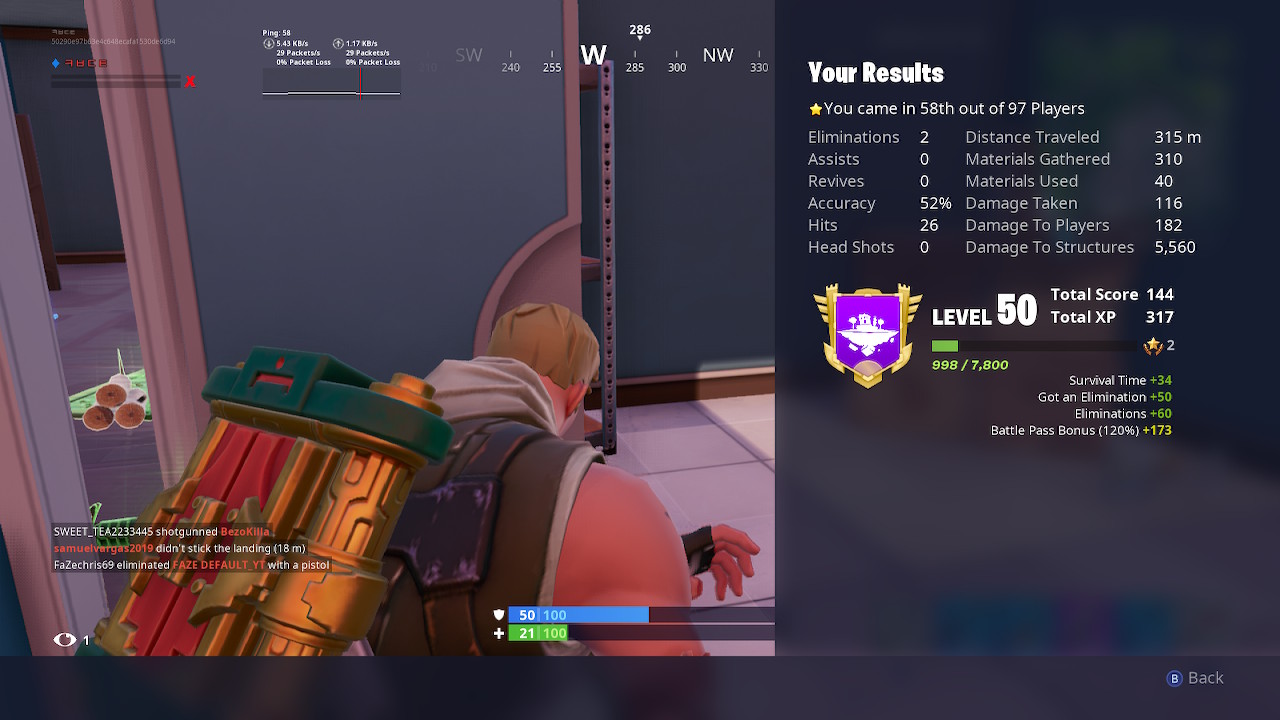 50290e97b63e4c648ecafa1530de6d94
Ping: 58
5.43 KB/s 1.17 KB/s
29 Packets/s 29 Packets/s
0% Packet Loss 0% Packet Loss
286
SW W NW
240 255 285 300 330
Your Results
You came in 58th out of 97 Players
Eliminations 2 Distance Traveled 315 m
Assists 0 Materials Gathered 310
Revives 0 Materials Used 40
Accuracy 52% Damage Taken 116
Hits 26 Damage To Players 182
Head Shots 0 Damage To Structures 5,560
LEVEL 50
Total Score 144
Total XP 317
2
998 / 7,800
Survival Time +34
Got an Elimination +50
Eliminations +60
Battle Pass Bonus (120%) +173
SWEET_TEA2233445 shotgunned BezoKilla
samuelvargas2019 didn't stick the landing (18 m)
FaZechris69 eliminated FAZE DEFAULT_YT with a pistol
50 100
21 100
1
B Back